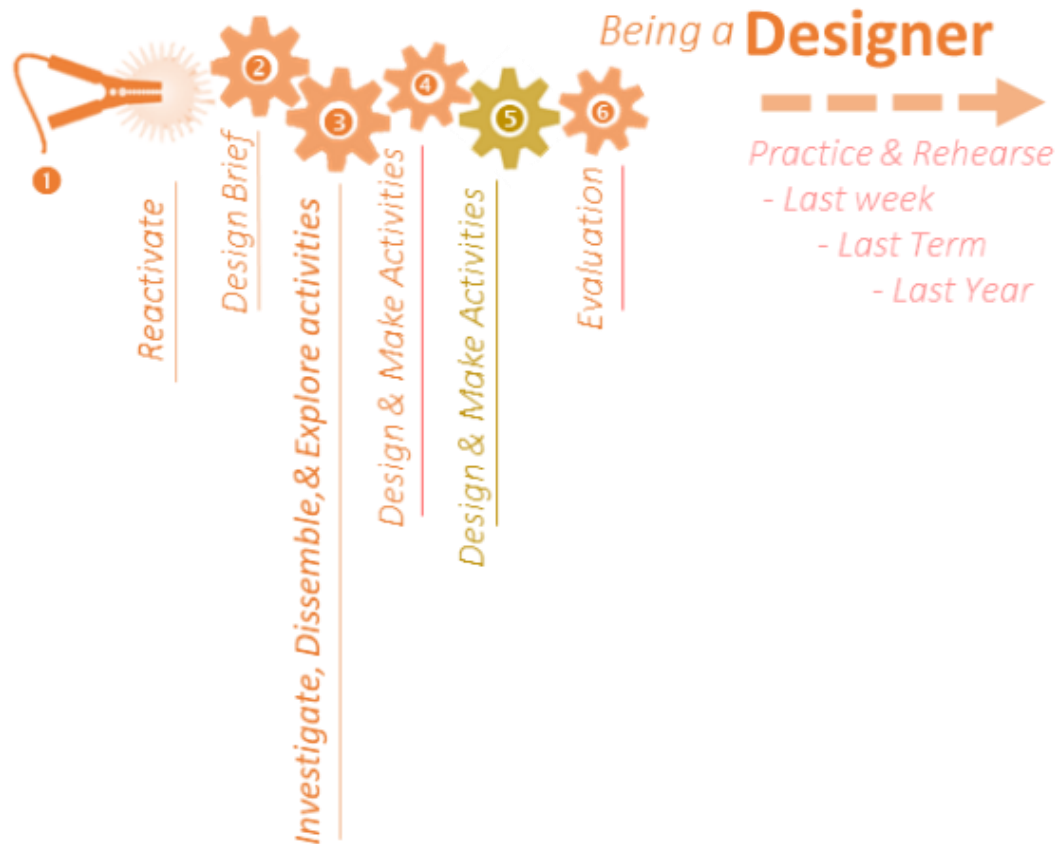 Being a Designer
1
2
3
4
5
6
Reactivate
Design Brief
Investigate, Dissemble,& Explore activities
Design & Make Activities
Design & Make Activities
Evaluation
Practice & Rehearse
- Last week
- Last Term
- Last Year